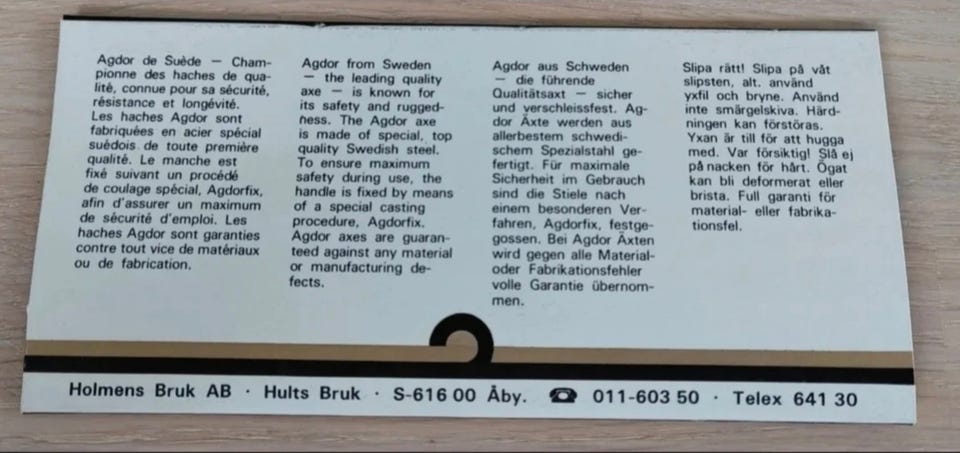 Agdor de Suède — Cham-
pionne des haches de qua-
lité, connue pour sa sécurité,
résistance et longévité.
Les haches Agdor sont
fabriquées en acier spécial
suédois de toute première
qualité. Le manche est
fixé suivant un procédé
de coulage spécial, Agdorfix,
afin d'assurer un maximum
de sécurité d'emploi. Les
haches Agdor sont garanties
contre tout vice de matériaux
ou de fabrication.
Agdor from Sweden
— the leading quality
axe — is known for
its safety and rugged-
ness. The Agdor axe
is made of special, top
quality Swedish steel.
To ensure maximum
safety during use, the
handle is fixed by means
of a special casting
procedure, Agdorfix.
Agdor axes are guaran-
teed against any material
or manufacturing de-
fects.
Agdor aus Schweden
— die führende
Qualitätsaxt — sicher
und verschleissfest. Ag-
dor Äxte werden aus
allerbestem schwedi-
schem Spezialstahl ge-
fertigt. Für maximale
Sicherheit im Gebrauch
sind die Stiele nach
einem besonderen Ver-
fahren, Agdorfix, festge-
gossen. Bei Agdor Äxten
wird gegen alle Material-
oder Fabrikationsfehler
volle Garantie übernom-
men.
Slipa rätt! Slipa på våt
slipsten, alt. använd
yxfil och bryne. Använd
inte smärgelskiva. Härd-
ningen kan förstöras.
Yxan är till för att hugga
med. Var försiktig! Slå ej
på nacken för hårt. Ögat
kan bli deformerat eller
brista. Full garanti för
material- eller fabrika-
tionsfel.
Holmens Bruk AB · Hults Bruk · S-616 00 Åby. ☎ 011-603 50 · Telex 641 30